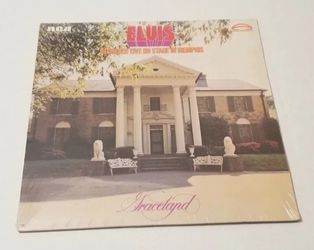 RCA
ELVIS
RECORDED LIVE ON STAGE IN MEMPHIS
Graceland